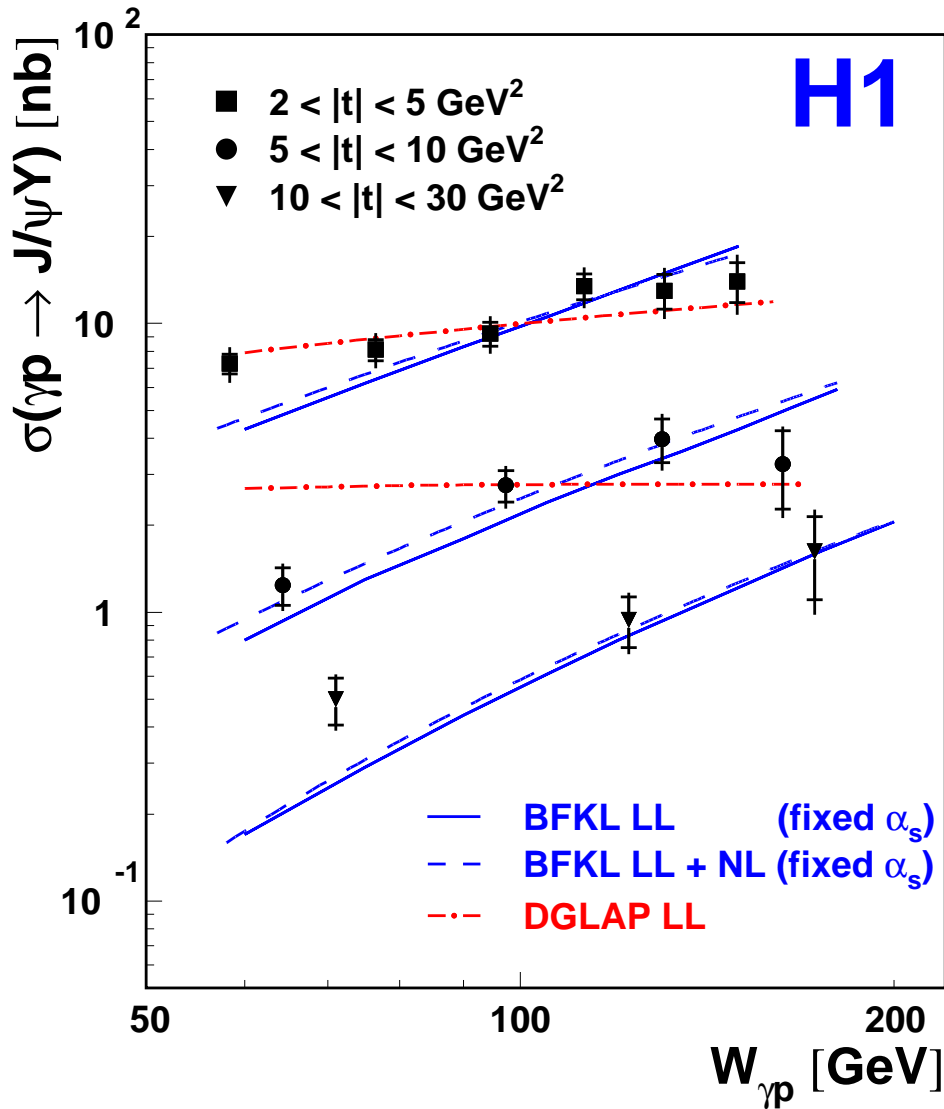 10²
H1
2 < |t| < 5 GeV²
5 < |t| < 10 GeV²
10 < |t| < 30 GeV²
σ(γp → J/ψY) [nb]
10
1
BFKL LL (fixed αₛ)
BFKL LL + NL (fixed αₛ)
DGLAP LL
10⁻¹
50 100 200
W_γp [GeV]